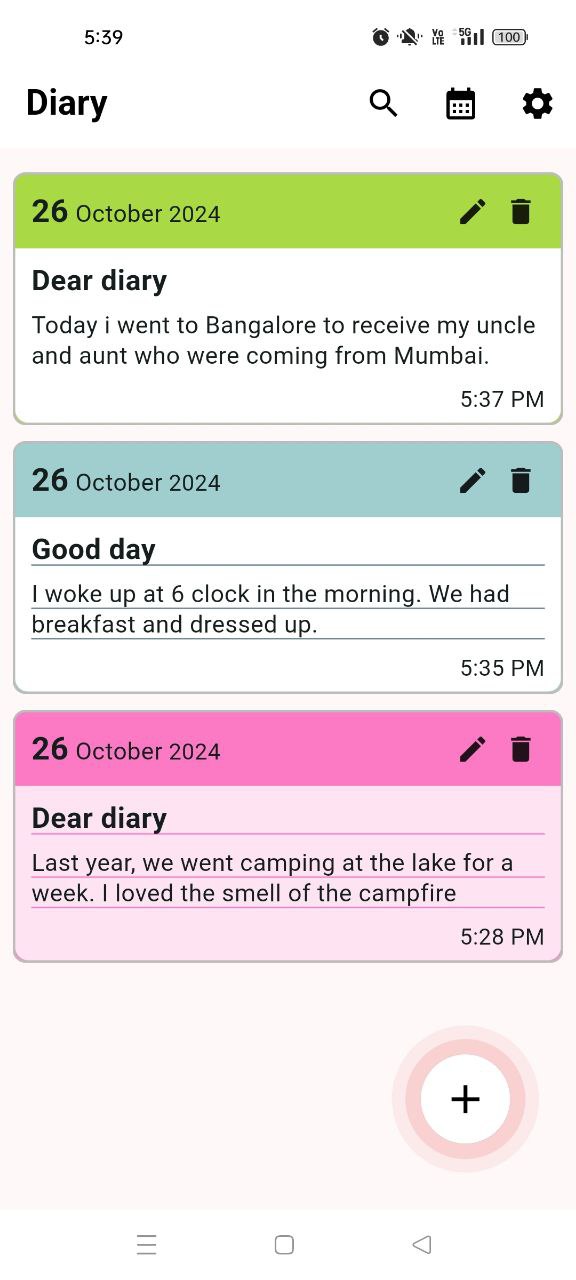 5:39
Vo LTE 5G 100
Diary
26 October 2024
Dear diary
Today i went to Bangalore to receive my uncle
and aunt who were coming from Mumbai.
5:37 PM
26 October 2024
Good day
I woke up at 6 clock in the morning. We had
breakfast and dressed up.
5:35 PM
26 October 2024
Dear diary
Last year, we went camping at the lake for a
week. I loved the smell of the campfire
5:28 PM